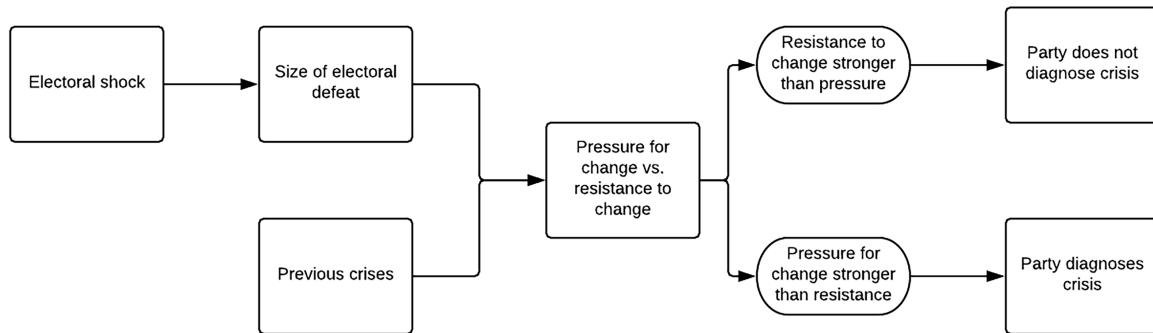 Electoral shock
Size of electoral
defeat
Previous crises
Pressure for
change vs.
resistance to
change
Resistance to
change stronger
than pressure
Party does not
diagnose crisis
Pressure for
change stronger
than resistance
Party diagnoses
crisis